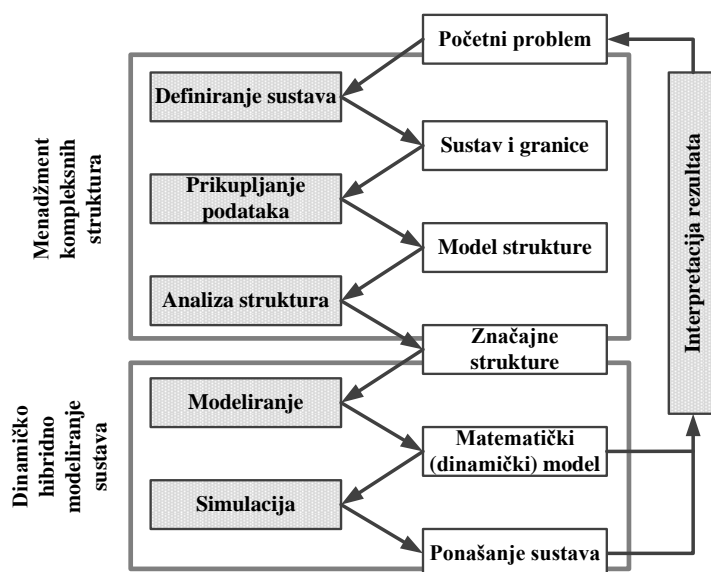 Početni problem
Definiranje sustava
Sustav i granice
Prikupljanje
podataka
Model strukture
Analiza struktura
Značajne
strukture
Modeliranje
Matematički
(dinamički) model
Simulacija
Ponašanje sustava
Menadžment
kompleksnih
struktura
Dinamičko
hibridno
modeliranje
sustava
Interpretacija rezultata